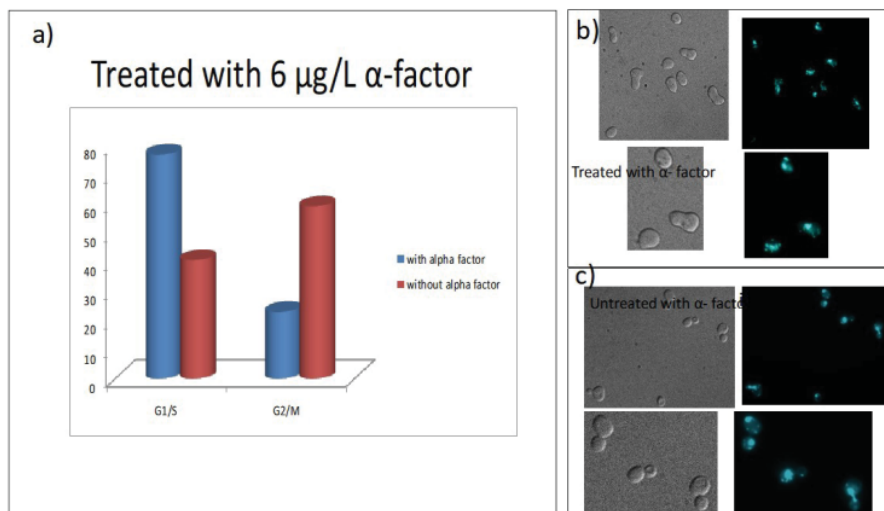 a)
Treated with 6 µg/L α-factor
80
70
60
50
40
30
20
10
0
G1/S
G2/M
with alpha factor
without alpha factor
b)
Treated with α- factor
c)
Untreated with α- facto